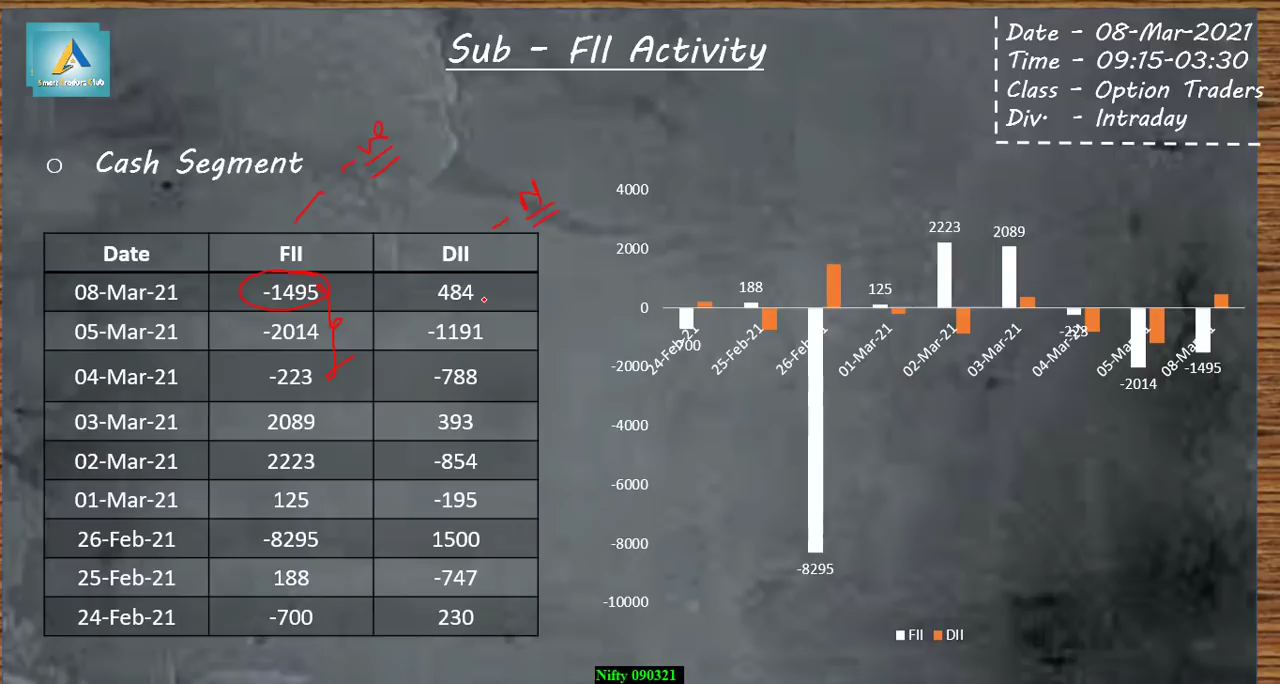 Smart Traders Club
Sub - FII Activity
Date - 08-Mar-2021
Time - 09:15-03:30
Class - Option Traders
Div. - Intraday
Cash Segment
Date FII DII
08-Mar-21 -1495 484
05-Mar-21 -2014 -1191
04-Mar-21 -223 -788
03-Mar-21 2089 393
02-Mar-21 2223 -854
01-Mar-21 125 -195
26-Feb-21 -8295 1500
25-Feb-21 188 -747
24-Feb-21 -700 230
4000
2000
0
-2000
-4000
-6000
-8000
-10000
188
-8295
125
2223
2089
-223
-2014
-1495
24-Feb-21
25-Feb-21
01-Mar-21
02-Mar-21
03-Mar-21
FII DII
Nifty 090321